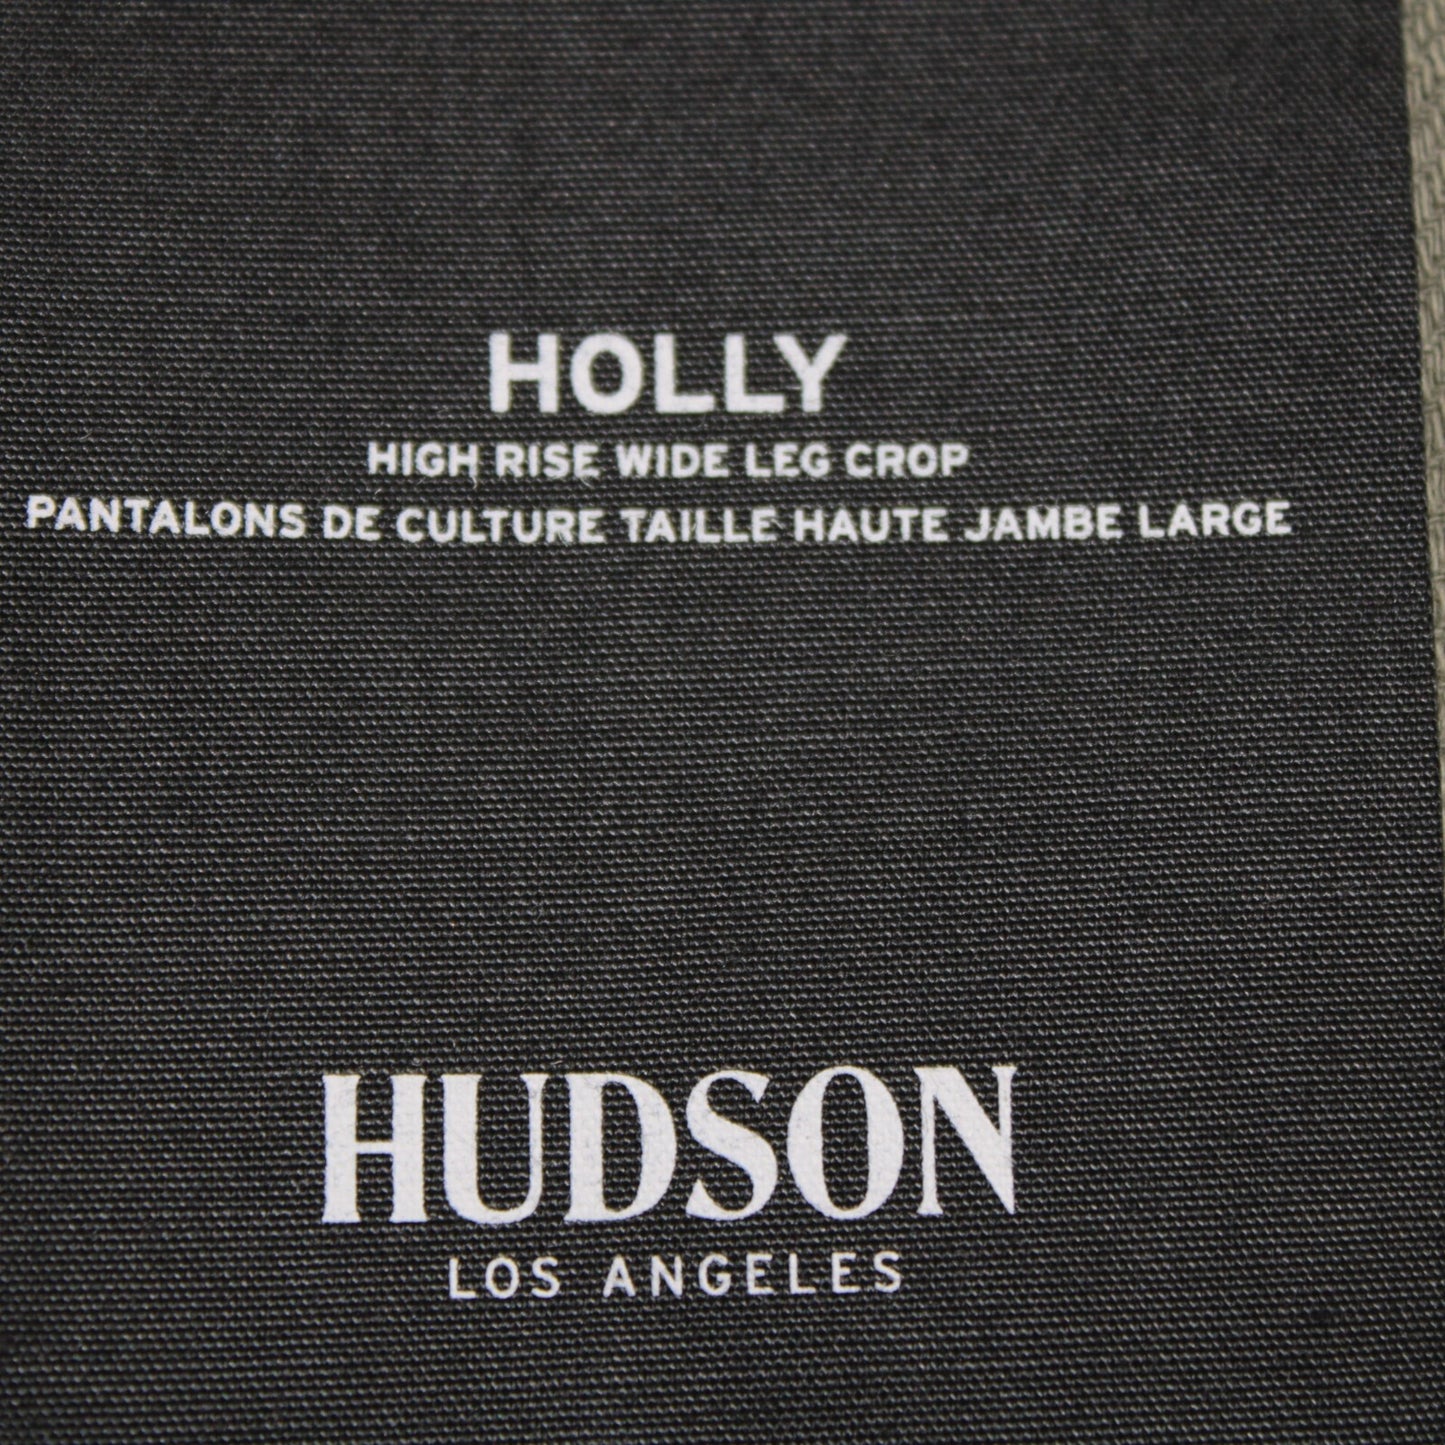 HOLLY
HIGH RISE WIDE LEG CROP
PANTALONS DE CULTURE TAILLE HAUTE JAMBE LARGE
HUDSON
LOS ANGELES